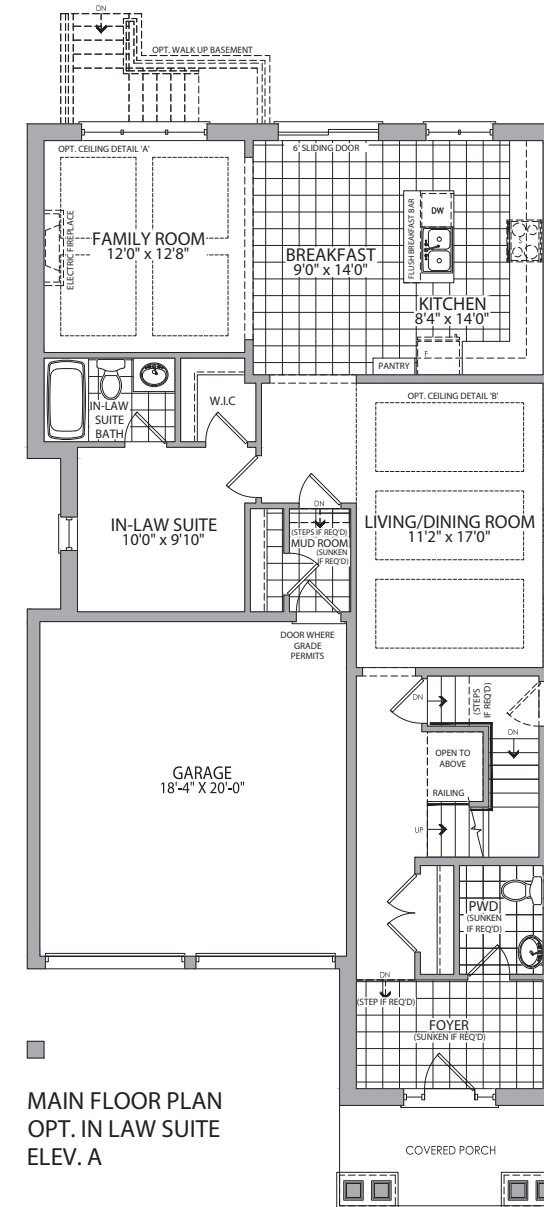 DN
OPT. WALK UP BASEMENT
OPT. CEILING DETAIL 'A'
6' SLIDING DOOR
ELECTRIC FIREPLACE
FAMILY ROOM
12'0" x 12'8"
BREAKFAST
9'0" x 14'0"
FLUSH BREAKFAST BAR
DW
S
KITCHEN
8'4" x 14'0"
F
PANTRY
IN-LAW
SUITE
BATH
W.I.C
OPT. CEILING DETAIL 'B'
IN-LAW SUITE
10'0" x 9'10"
DN
(STEPS IF REQ'D)
MUD ROOM
(SUNKEN
IF REQ'D)
LIVING/DINING ROOM
11'2" x 17'0"
DOOR WHERE
GRADE
PERMITS
DN
(STEPS
IF REQ'D)
DN
OPEN TO
ABOVE
RAILING
UP
GARAGE
18'-4" X 20'-0"
PWD
(SUNKEN
IF REQ'D)
DN
(STEP IF REQ'D)
FOYER
(SUNKEN IF REQ'D)
MAIN FLOOR PLAN
OPT. IN LAW SUITE
ELEV. A
COVERED PORCH